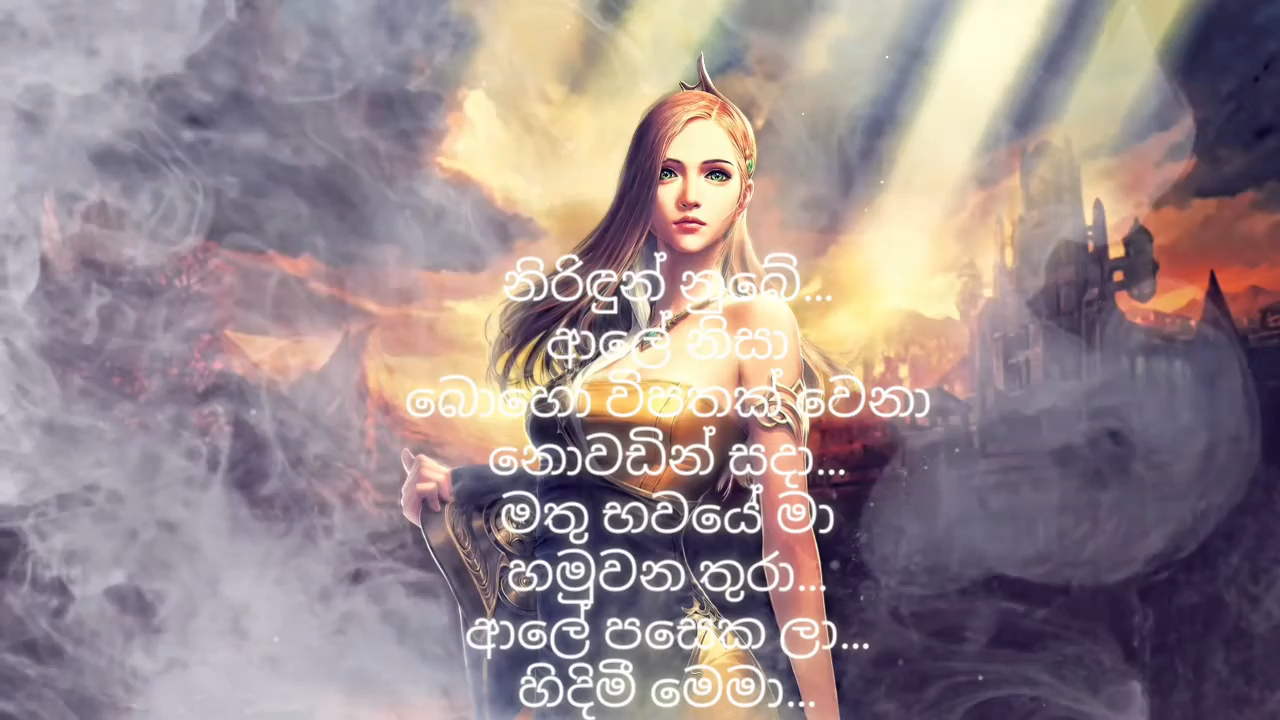 නිරිඳුන් නුබේ...
ආලේ නිසා
බොහො විපතක් වෙනා
නොවඩින් සදා...
මතු භවයේ මා
හමුවන තුරා...
ආලේ පසෙක ලා...
හිදිමී මෙමා...